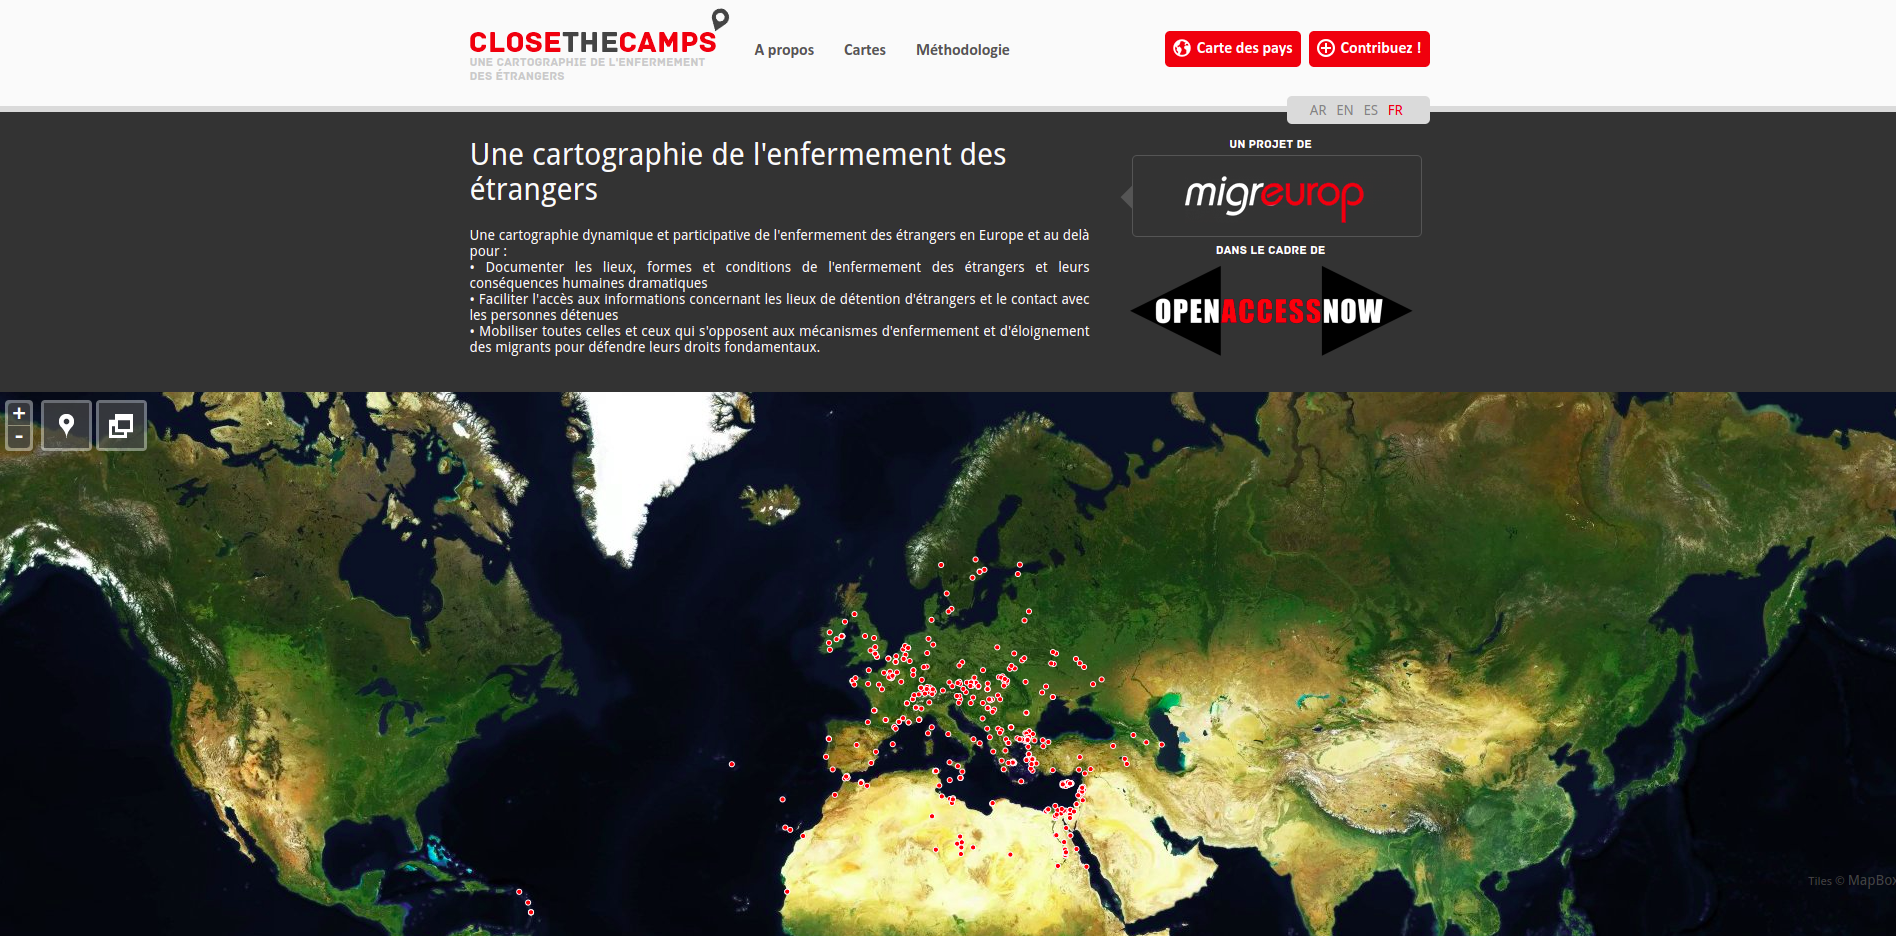 CLOSETHECAMPS
UNE CARTOGRAPHIE DE L'ENFERMEMENT
DES ÉTRANGERS
A propos
Cartes
Méthodologie
Carte des pays
Contribuez !
AR EN ES FR
Une cartographie de l'enfermement des
étrangers
Une cartographie dynamique et participative de l'enfermement des étrangers en Europe et au delà
pour :
• Documenter les lieux, formes et conditions de l'enfermement des étrangers et leurs
conséquences humaines dramatiques
• Faciliter l'accès aux informations concernant les lieux de détention d'étrangers et le contact avec
les personnes détenues
• Mobiliser toutes celles et ceux qui s'opposent aux mécanismes d'enfermement et d'éloignement
des migrants pour défendre leurs droits fondamentaux.
UN PROJET DE
migreurop
DANS LE CADRE DE
OPENACCESSNOW
+
-
Tiles © MapBox